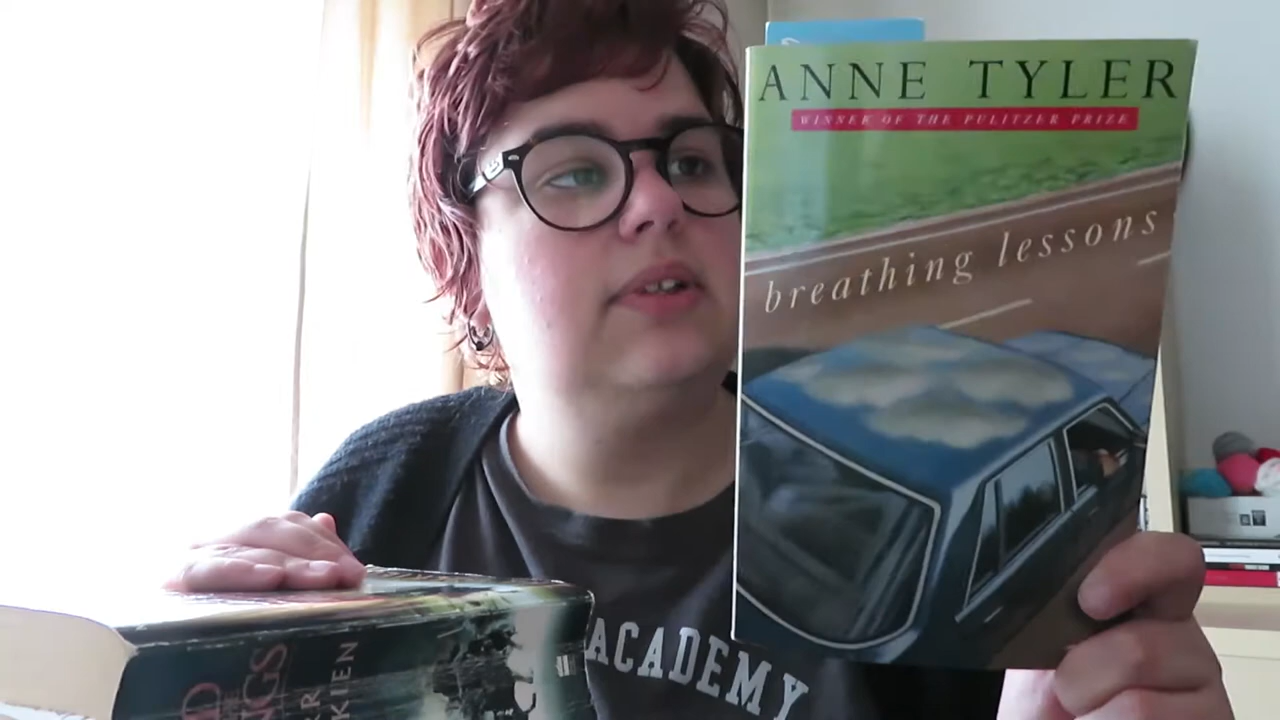 ANNE TYLER
WINNER OF THE PULITZER PRIZE
breathing lessons
ACADEMY